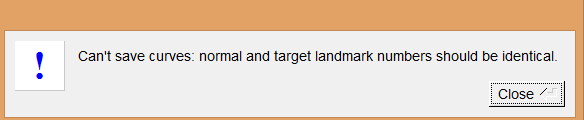 !
Can't save curves: normal and target landmark numbers should be identical.
Close